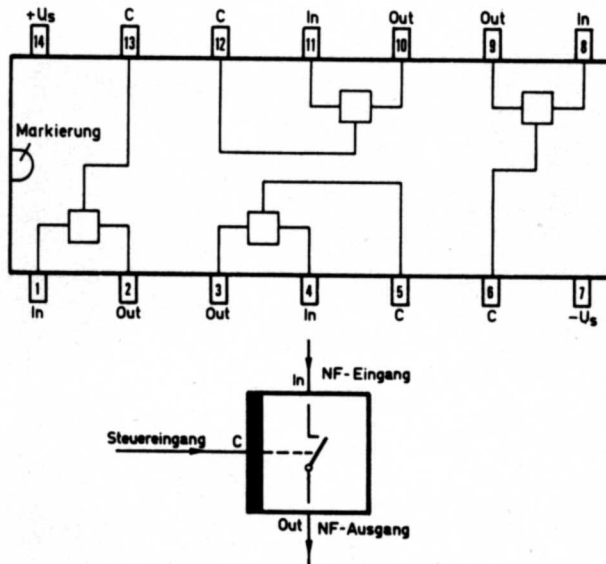 +Us C C In Out Out In
14 13 12 11 10 9 8
Markierung
1 2 3 4 5 6 7
In Out Out In C C -Us
In NF-Eingang
Steuereingang C
Out NF-Ausgang